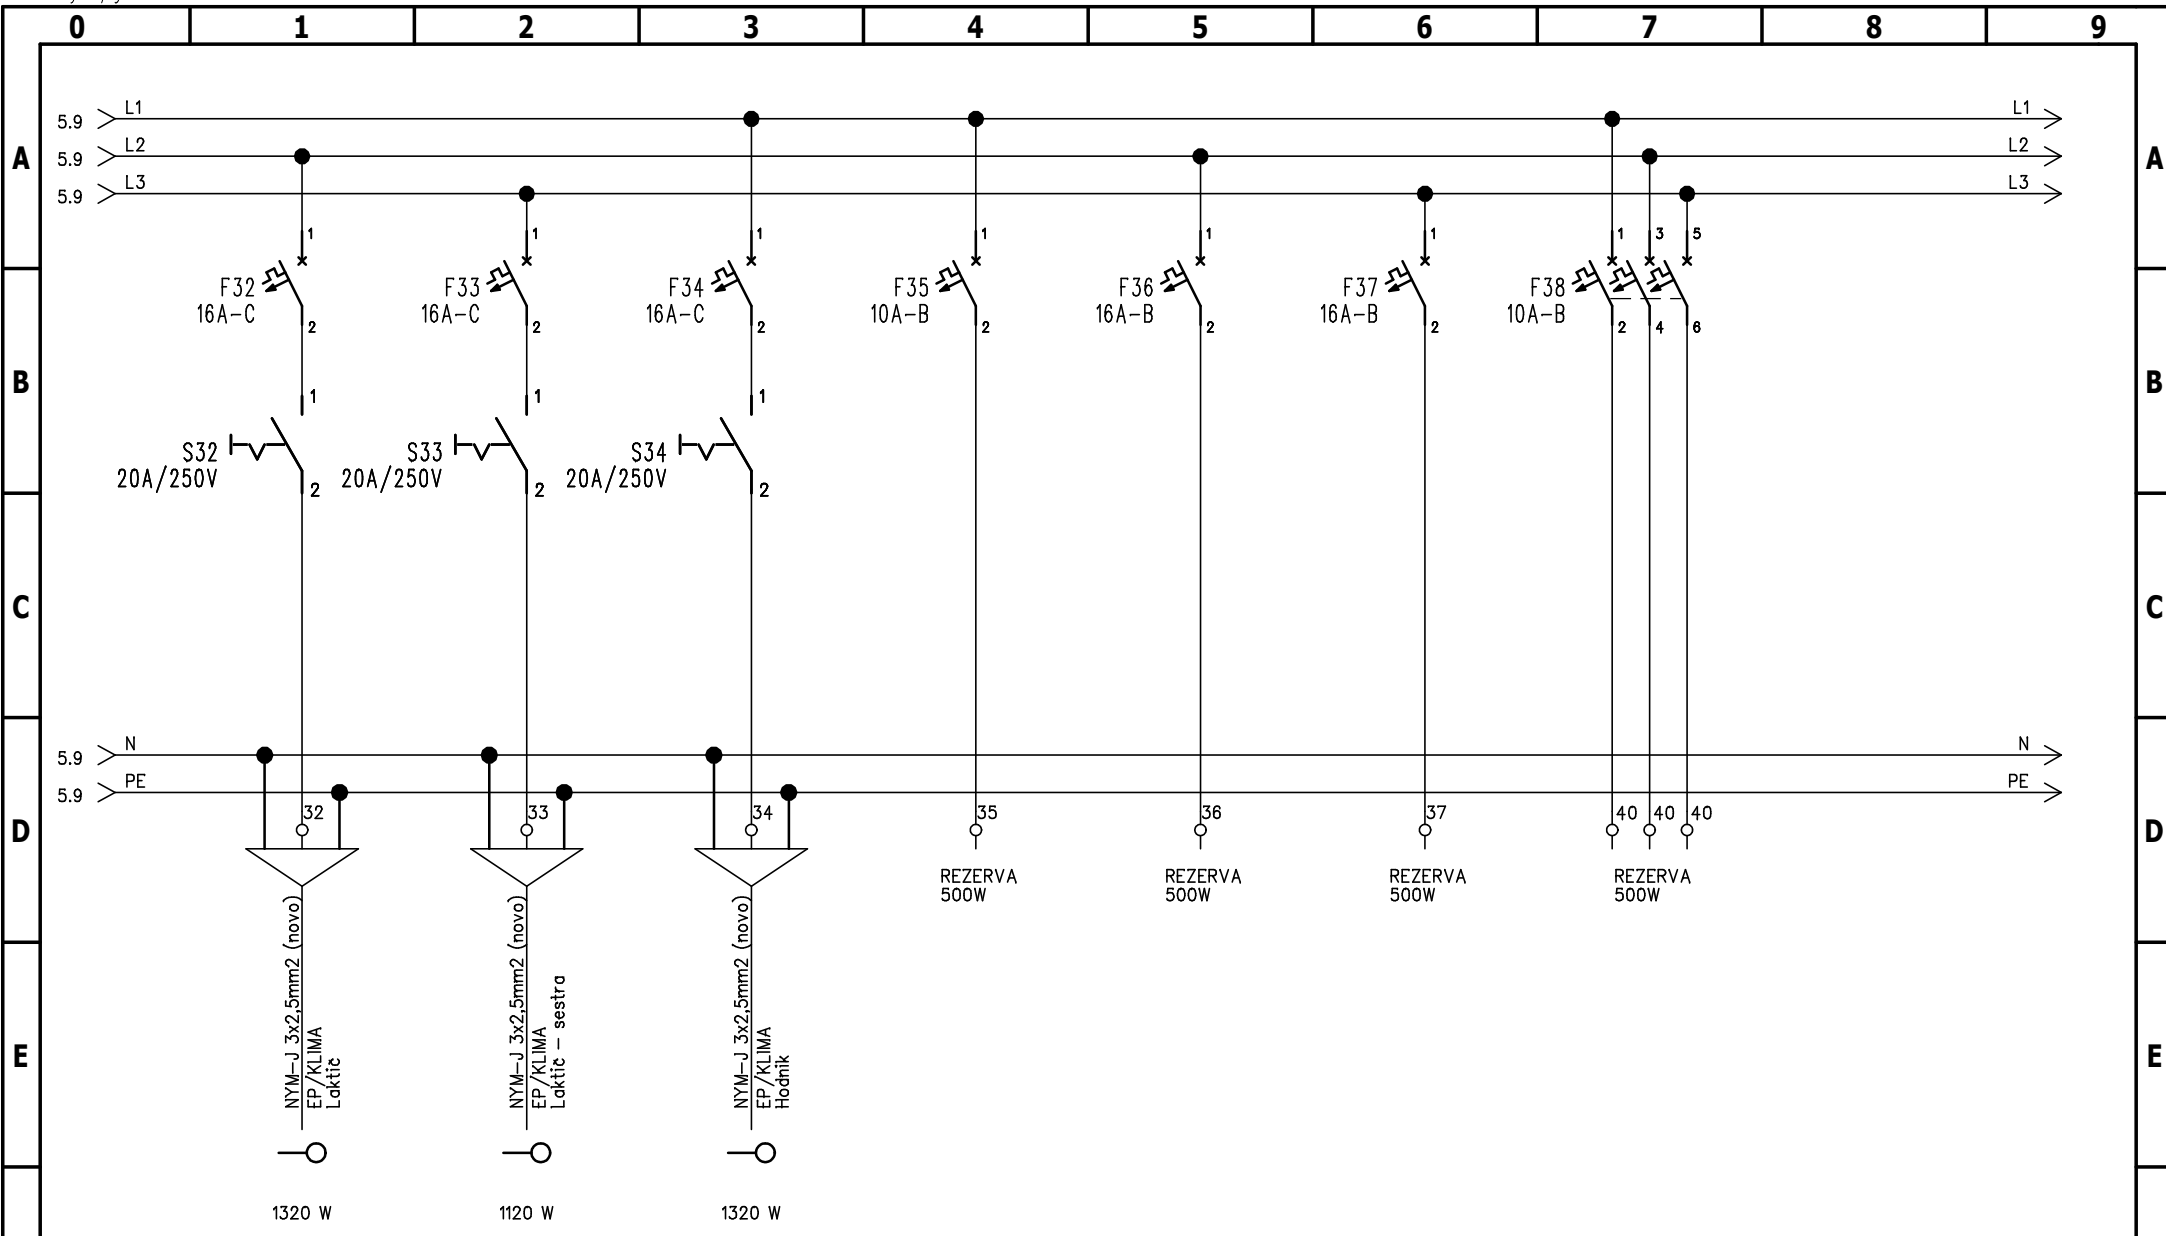 0 1 2 3 4 5 6 7 8 9
5.9 L1 L1
A 5.9 L2 L2 A
5.9 L3 L3
1 1 1 1 1 1 1 3 5
F32 F33 F34 F35 F36 F37 F38
16A-C 16A-C 16A-C 10A-B 16A-B 16A-B 10A-B
2 2 2 2 2 2 2 4 6
B B
1 1 1
S32 S33 S34
20A/250V 20A/250V 20A/250V
2 2 2
C C
5.9 N N
5.9 PE PE
32 33 34 35 36 37 40 40 40
D D
REZERVA REZERVA REZERVA REZERVA
500W 500W 500W 500W
NYM-J 3x2,5mm2 (novo)
EP/KLIMA
Laktič
NYM-J 3x2,5mm2 (novo)
EP/KLIMA
Laktič - sestra
NYM-J 3x2,5mm2 (novo)
EP/KLIMA
Hodnik
E E
1320 W 1120 W 1320 W